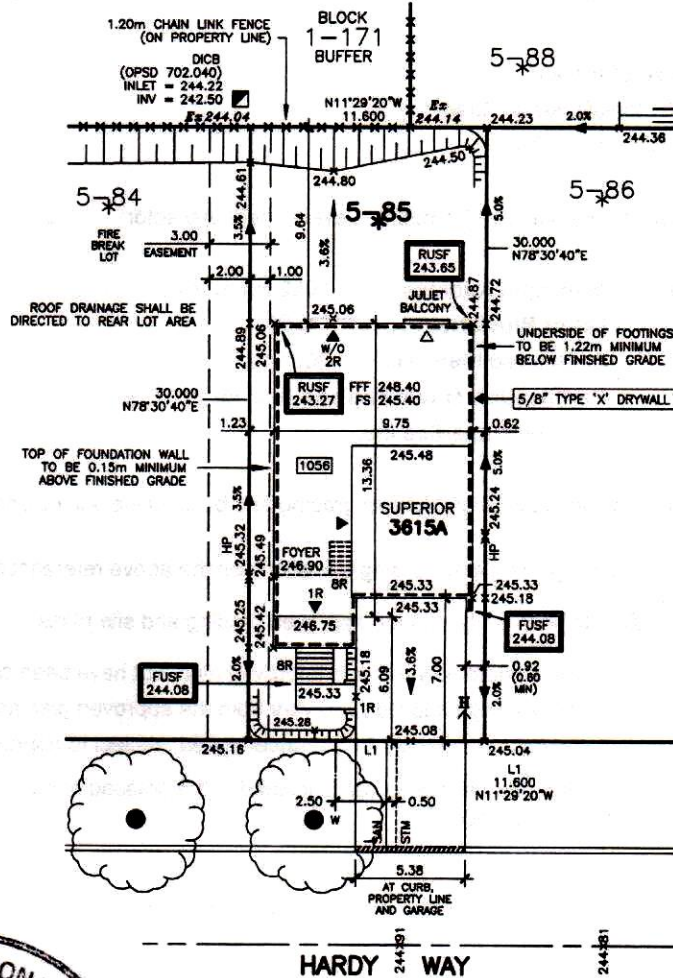 1.20m CHAIN LINK FENCE
(ON PROPERTY LINE)
BLOCK
1-171
BUFFER
DICB
(OPSD 702.040)
INLET = 244.22
INV = 242.50
5-88
N11°29'20"W
11.600
Ex 244.04
Ex
244.14
244.23
2.0%
244.36
244.50
244.61
244.80
5-84
5-85
5-86
FIRE
BREAK
LOT
3.00
EASEMENT
3.5%
9.64
3.6%
5.0%
RUSF
243.65
30.000
N78°30'40"E
2.00
1.00
JULIET
BALCONY
244.87
244.72
ROOF DRAINAGE SHALL BE
DIRECTED TO REAR LOT AREA
245.06
244.89
245.06
W/O
2R
UNDERSIDE OF FOOTINGS
TO BE 1.22m MINIMUM
BELOW FINISHED GRADE
RUSF
243.27
FFF 248.40
FS 245.40
30.000
N78°30'40"E
5/8" TYPE 'X' DRYWALL
1.23
9.75
0.62
TOP OF FOUNDATION WALL
TO BE 0.15m MINIMUM
ABOVE FINISHED GRADE
245.48
1056
13.36
5.0%
3.5%
SUPERIOR
3615A
245.24
HP
245.32
245.49
HP
FOYER
246.90
8R
1R
245.33
245.33
245.33
245.18
245.25
245.42
246.75
FUSF
244.08
FUSF
244.08
2.0%
8R
245.33
245.18
6.09
3.6%
7.00
0.92
(0.80
MIN)
2.0%
1R
245.28
245.08
245.16
L1
245.04
L1
11.600
N11°29'20"W
2.50
0.50
W
SAN
STM
5.38
AT CURB,
PROPERTY LINE
AND GARAGE
HARDY WAY
244.91
244.81
ON